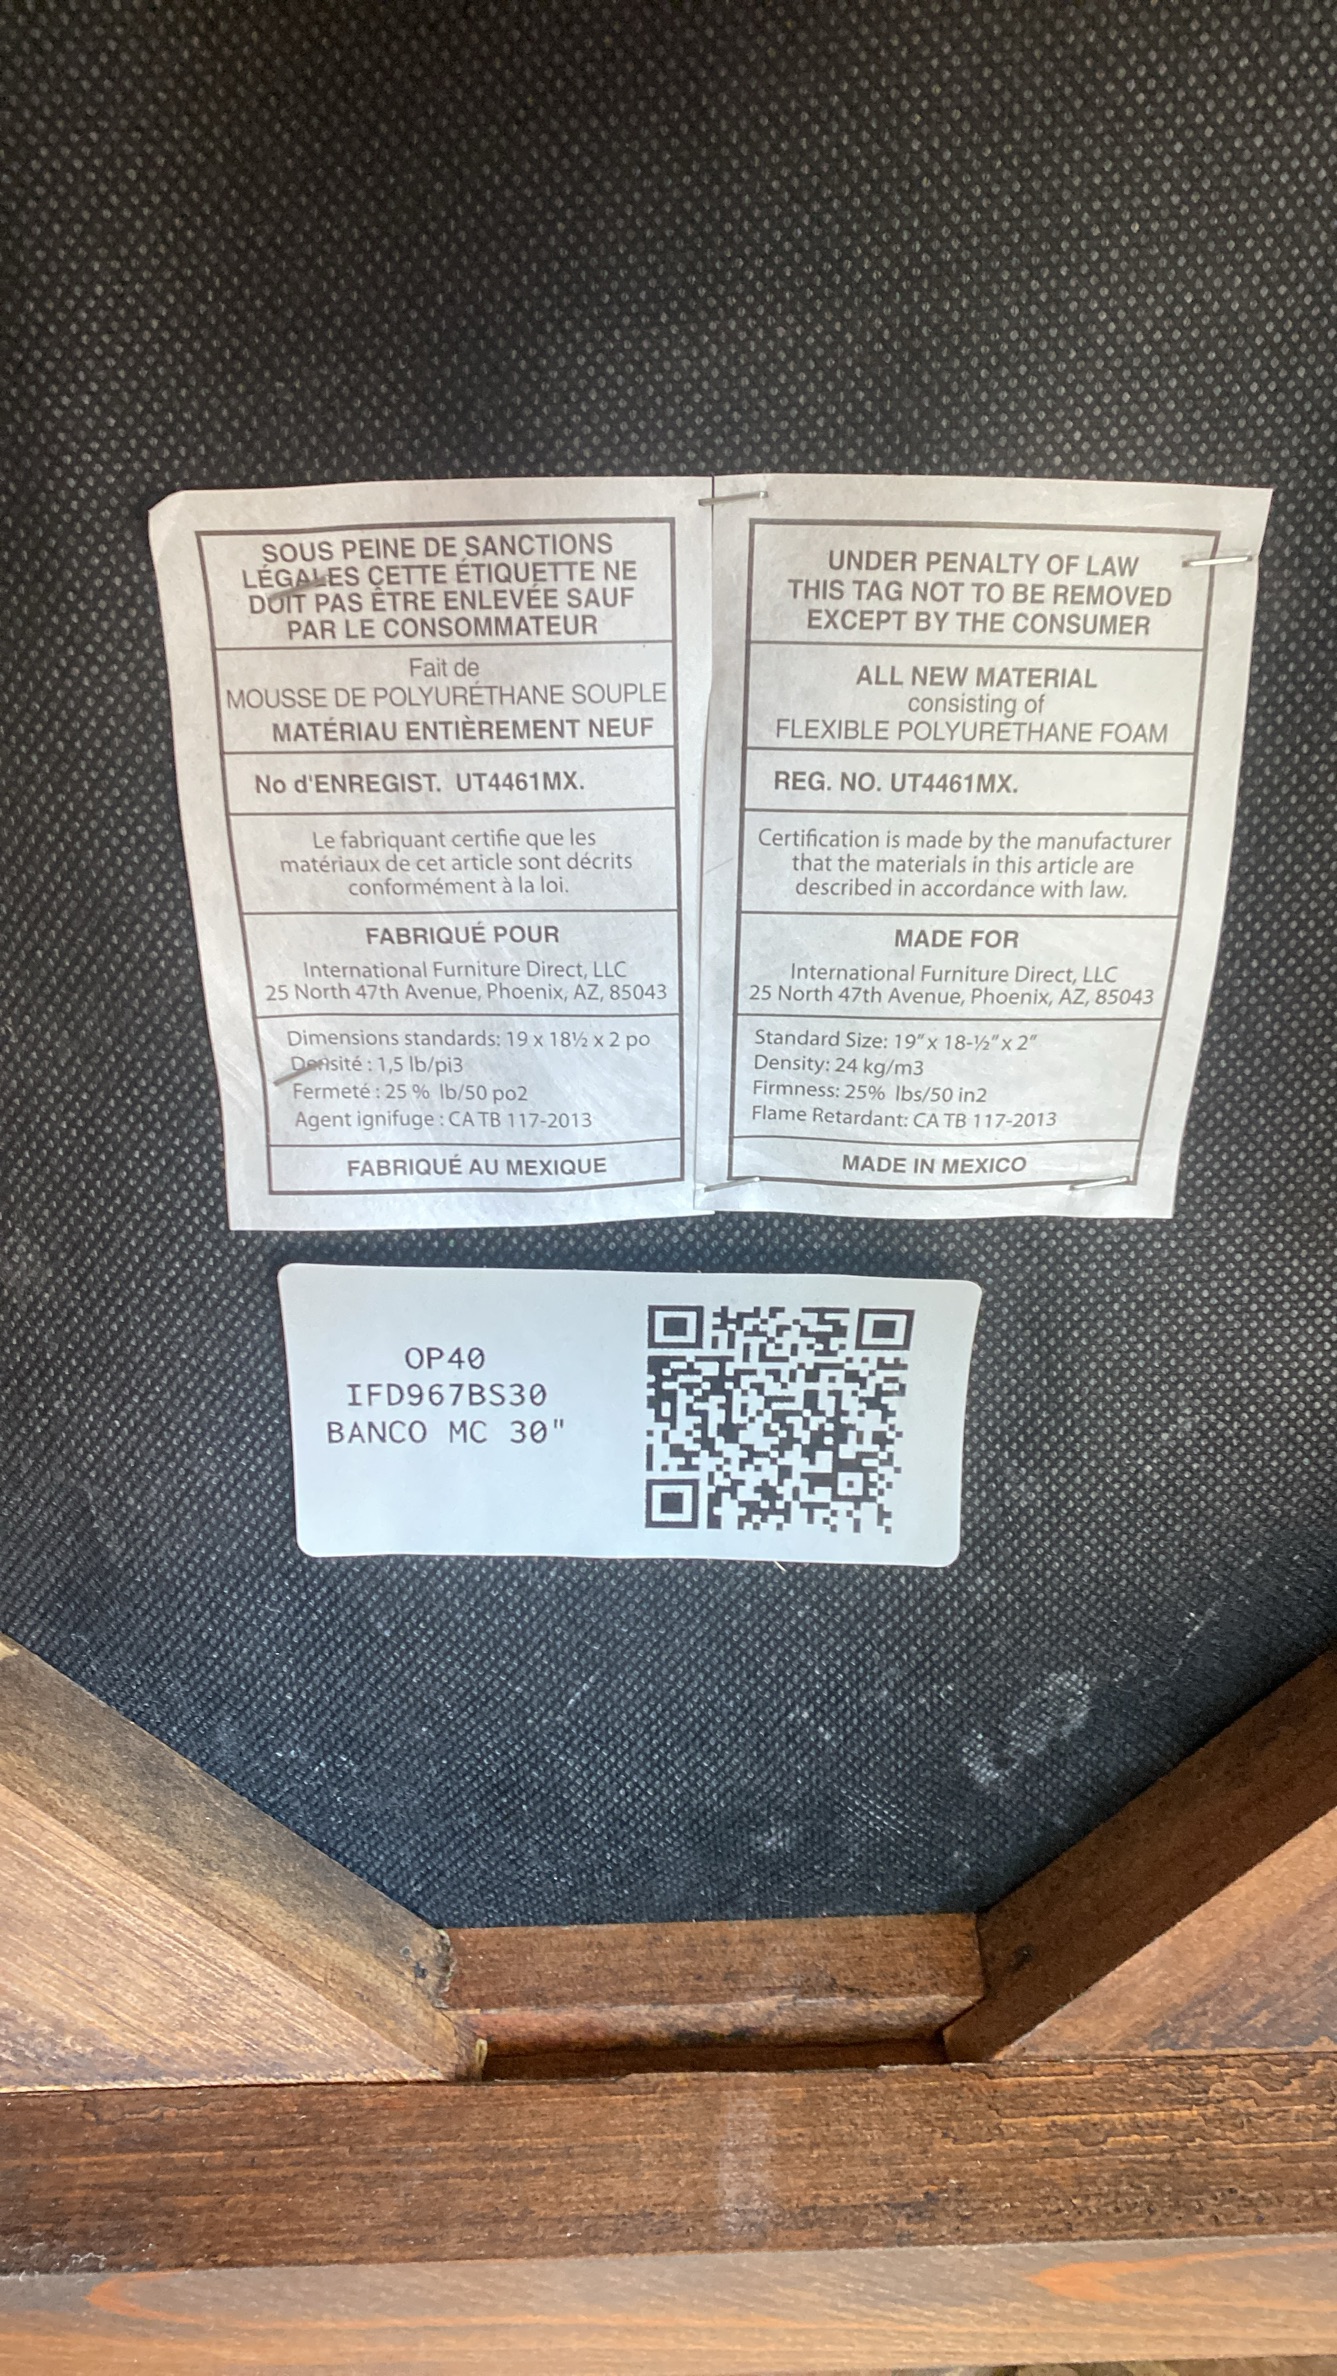 SOUS PEINE DE SANCTIONS
LÉGALES CETTE ÉTIQUETTE NE
DOIT PAS ÊTRE ENLEVÉE SAUF
PAR LE CONSOMMATEUR
Fait de
MOUSSE DE POLYURÉTHANE SOUPLE
MATÉRIAU ENTIÈREMENT NEUF
No d'ENREGIST. UT4461MX.
Le fabriquant certifie que les
matériaux de cet article sont décrits
conformément à la loi.
FABRIQUÉ POUR
International Furniture Direct, LLC
25 North 47th Avenue, Phoenix, AZ, 85043
Dimensions standards: 19 x 18½ x 2 po
Densité : 1,5 lb/pi3
Fermeté : 25 % lb/50 po2
Agent ignifuge : CA TB 117-2013
FABRIQUÉ AU MEXIQUE
UNDER PENALTY OF LAW
THIS TAG NOT TO BE REMOVED
EXCEPT BY THE CONSUMER
ALL NEW MATERIAL
consisting of
FLEXIBLE POLYURETHANE FOAM
REG. NO. UT4461MX.
Certification is made by the manufacturer
that the materials in this article are
described in accordance with law.
MADE FOR
International Furniture Direct, LLC
25 North 47th Avenue, Phoenix, AZ, 85043
Standard Size: 19" x 18-½" x 2"
Density: 24 kg/m3
Firmness: 25% lbs/50 in2
Flame Retardant: CA TB 117-2013
MADE IN MEXICO
OP40
IFD967BS30
BANCO MC 30"